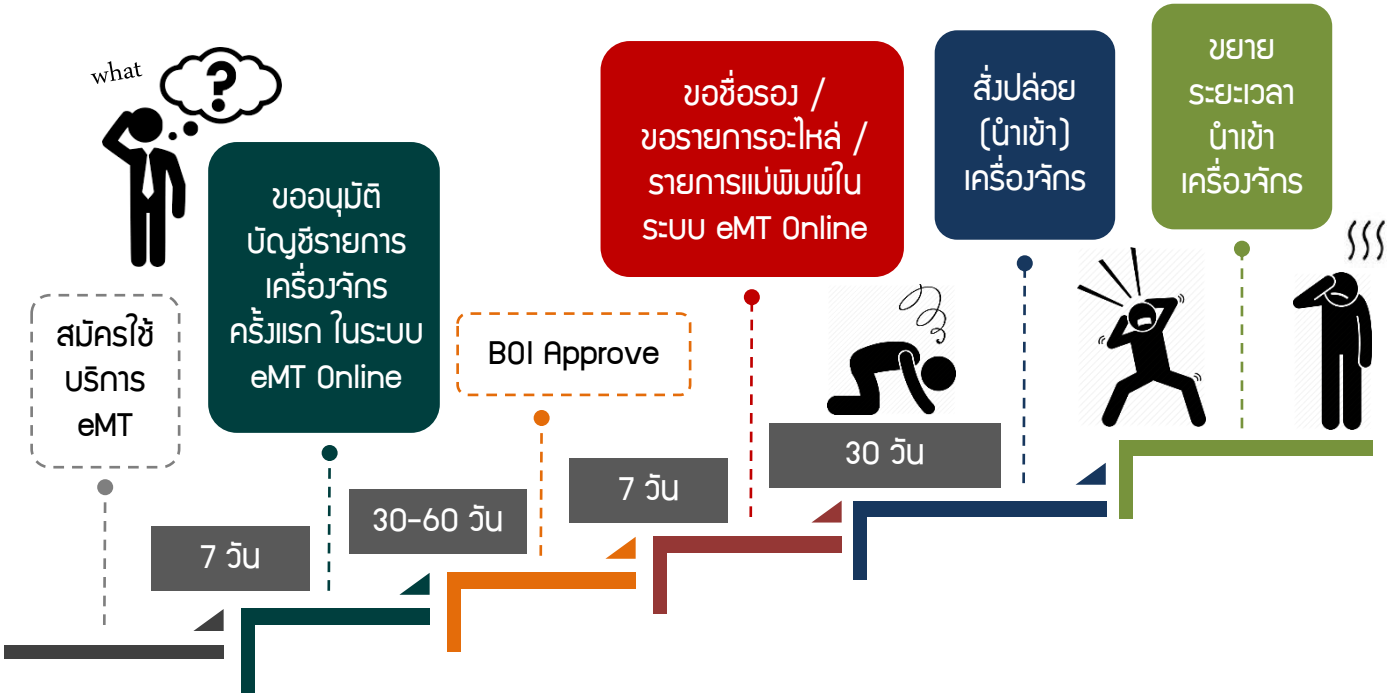 what
?
สมัครใช้
บริการ
eMT
7 วัน
ขออนุมัติ
บัญชีรายการ
เครื่องจักร
ครั้งแรก ในระบบ
eMT Online
30-60 วัน
BOI Approve
7 วัน
ขอชื่อรอง /
ขอรายการอะไหล่ /
รายการแม่พิมพ์ใน
ระบบ eMT Online
30 วัน
สั่งปล่อย
(นำเข้า)
เครื่องจักร
ขยาย
ระยะเวลา
นำเข้า
เครื่องจักร